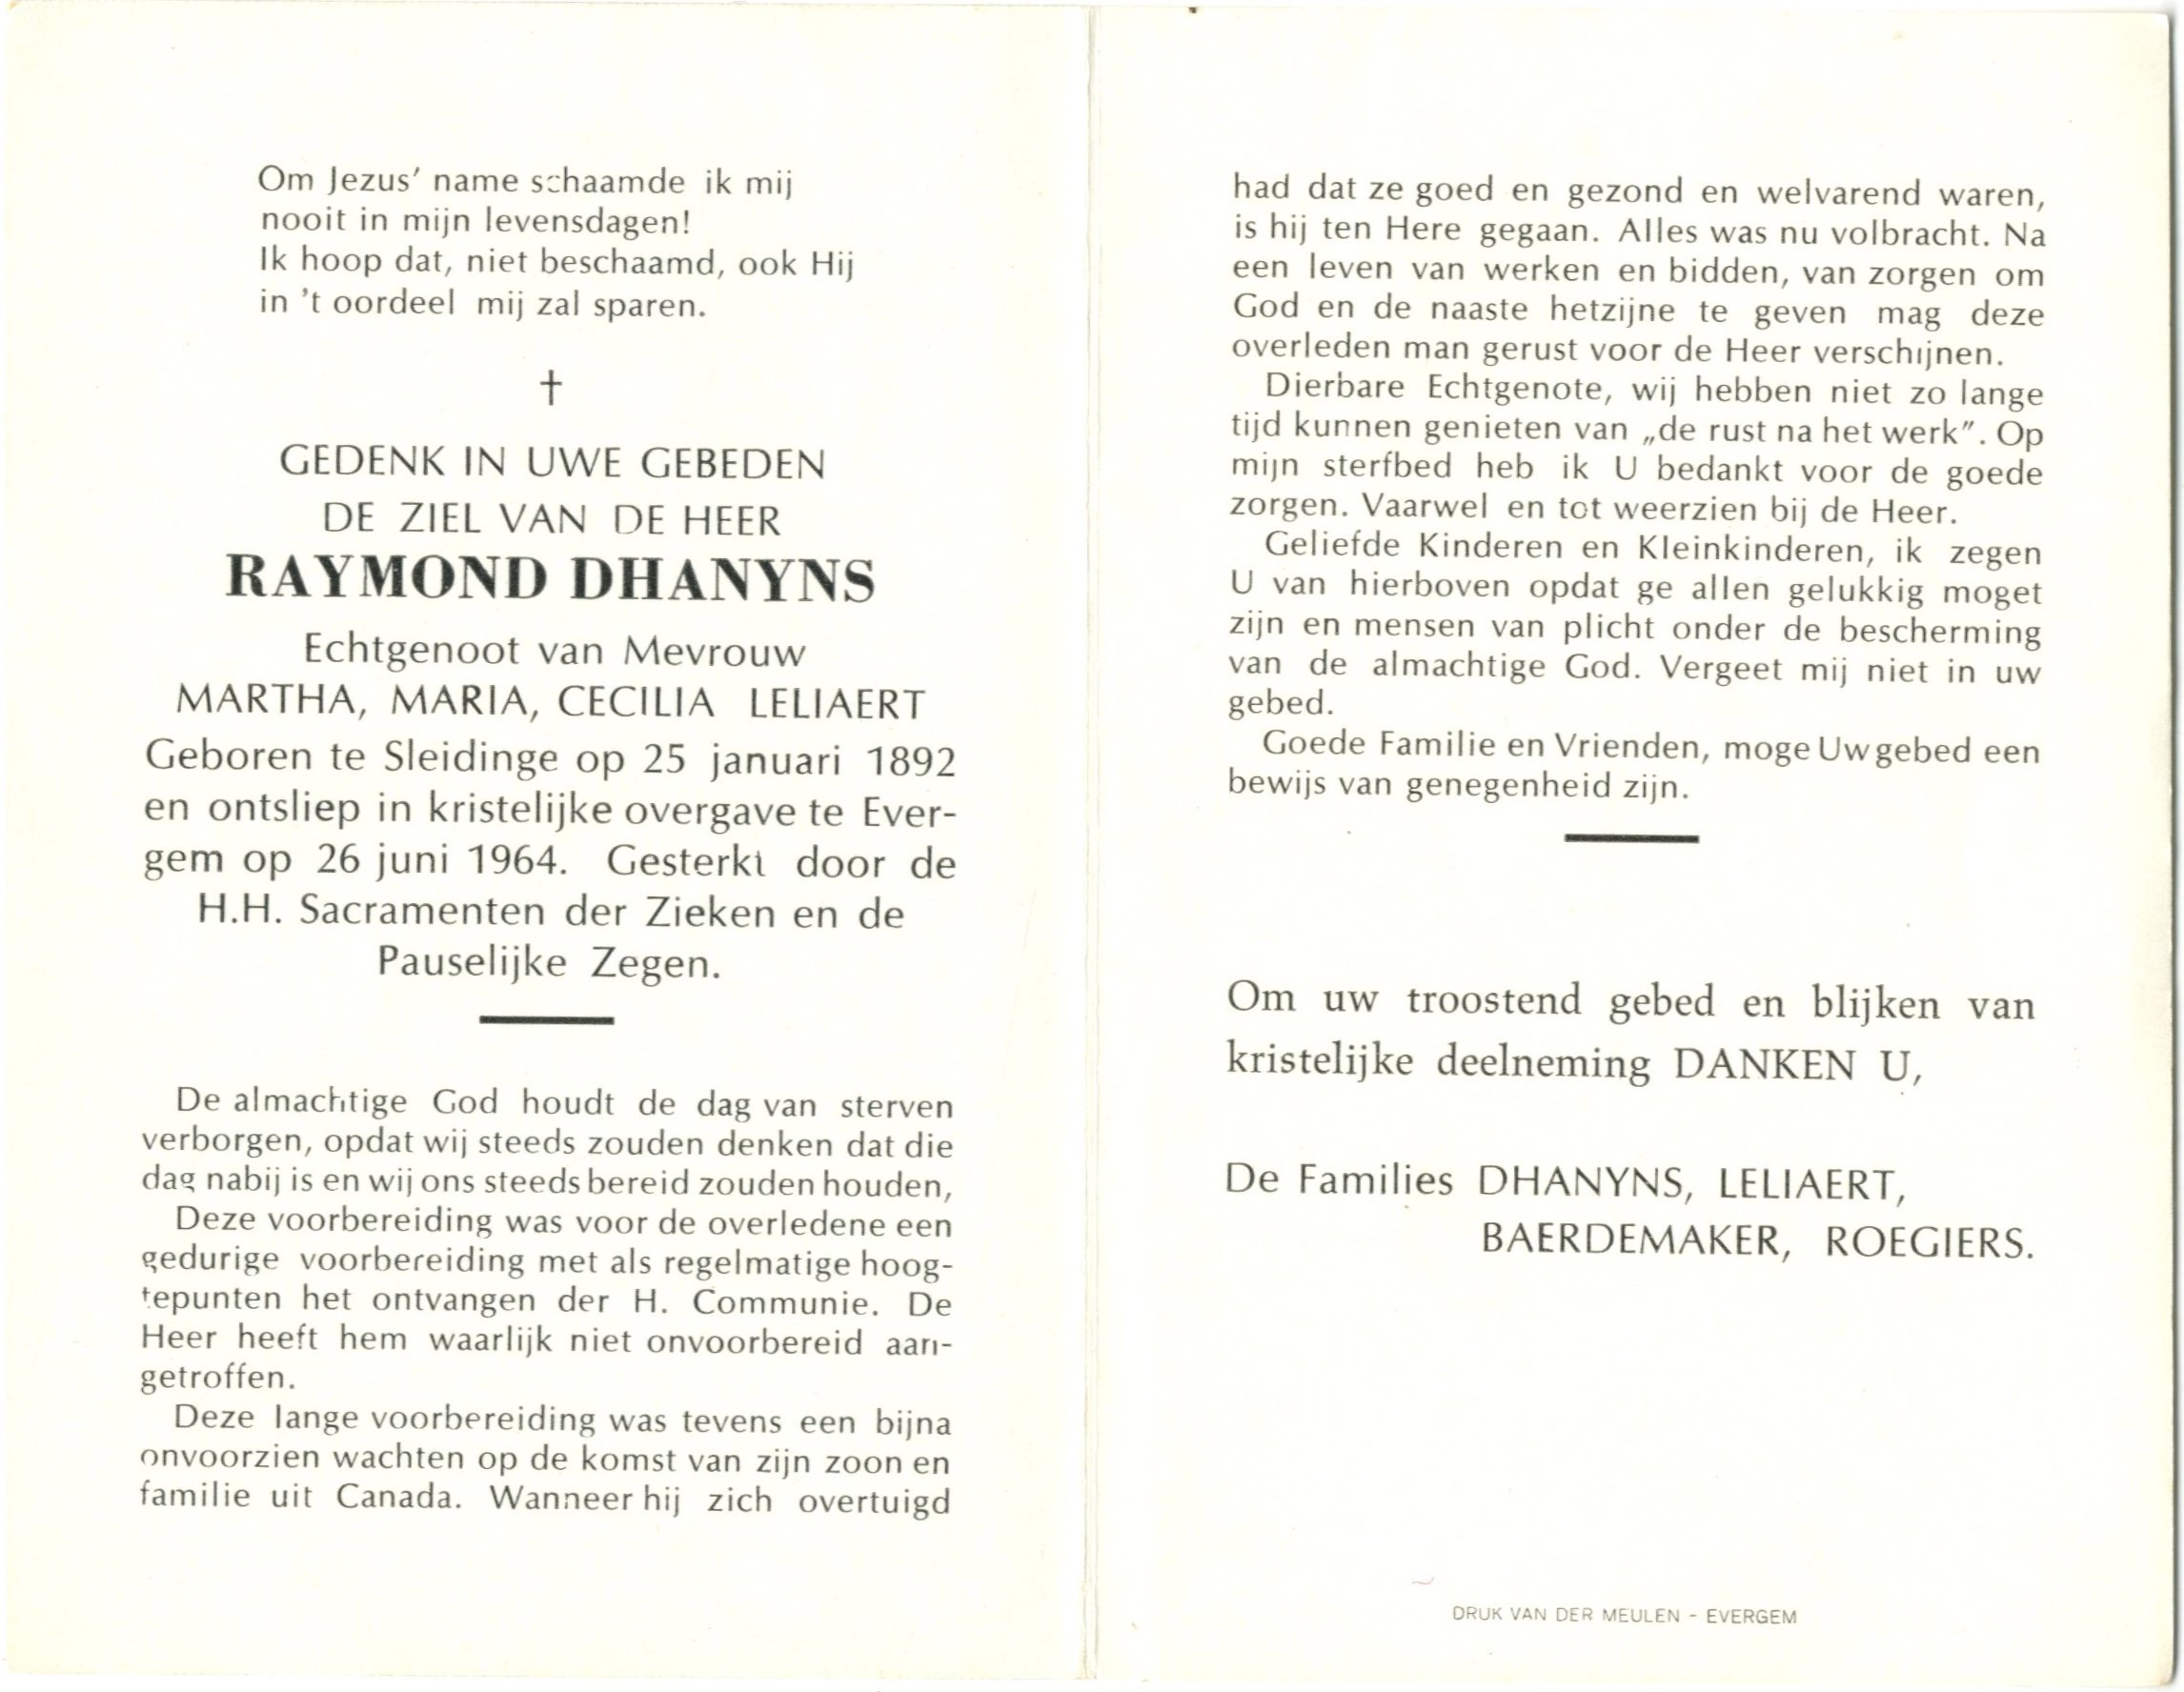 Om Jezus' name schaamde ik mij
nooit in mijn levensdagen!
Ik hoop dat, niet beschaamd, ook Hij
in 't oordeel mij zal sparen.
†
GEDENK IN UWE GEBEDEN
DE ZIEL VAN DE HEER
RAYMOND DHANYNS
Echtgenoot van Mevrouw
MARTHA, MARIA, CECILIA LELIAERT
Geboren te Sleidinge op 25 januari 1892
en ontsliep in kristelijke overgave te Ever-
gem op 26 juni 1964. Gesterkt door de
H.H. Sacramenten der Zieken en de
Pauselijke Zegen.
De almachtige God houdt de dag van sterven
verborgen, opdat wij steeds zouden denken dat die
dag nabij is en wij ons steeds bereid zouden houden,
Deze voorbereiding was voor de overledene een
gedurige voorbereiding met als regelmatige hoog-
tepunten het ontvangen der H. Communie. De
Heer heeft hem waarlijk niet onvoorbereid aan-
getroffen.
Deze lange voorbereiding was tevens een bijna
onvoorzien wachten op de komst van zijn zoon en
familie uit Canada. Wanneer hij zich overtuigd
had dat ze goed en gezond en welvarend waren,
is hij ten Here gegaan. Alles was nu volbracht. Na
een leven van werken en bidden, van zorgen om
God en de naaste hetzijne te geven mag deze
overleden man gerust voor de Heer verschijnen.
Dierbare Echtgenote, wij hebben niet zo lange
tijd kunnen genieten van „de rust na het werk”. Op
mijn sterfbed heb ik U bedankt voor de goede
zorgen. Vaarwel en tot weerzien bij de Heer.
Geliefde Kinderen en Kleinkinderen, ik zegen
U van hierboven opdat ge allen gelukkig moget
zijn en mensen van plicht onder de bescherming
van de almachtige God. Vergeet mij niet in uw
gebed.
Goede Familie en Vrienden, moge Uw gebed een
bewijs van genegenheid zijn.
Om uw troostend gebed en blijken van
kristelijke deelneming DANKEN U,
De Families DHANYNS, LELIAERT,
BAERDEMAKER, ROEGIERS.
DRUK VAN DER MEULEN - EVERGEM